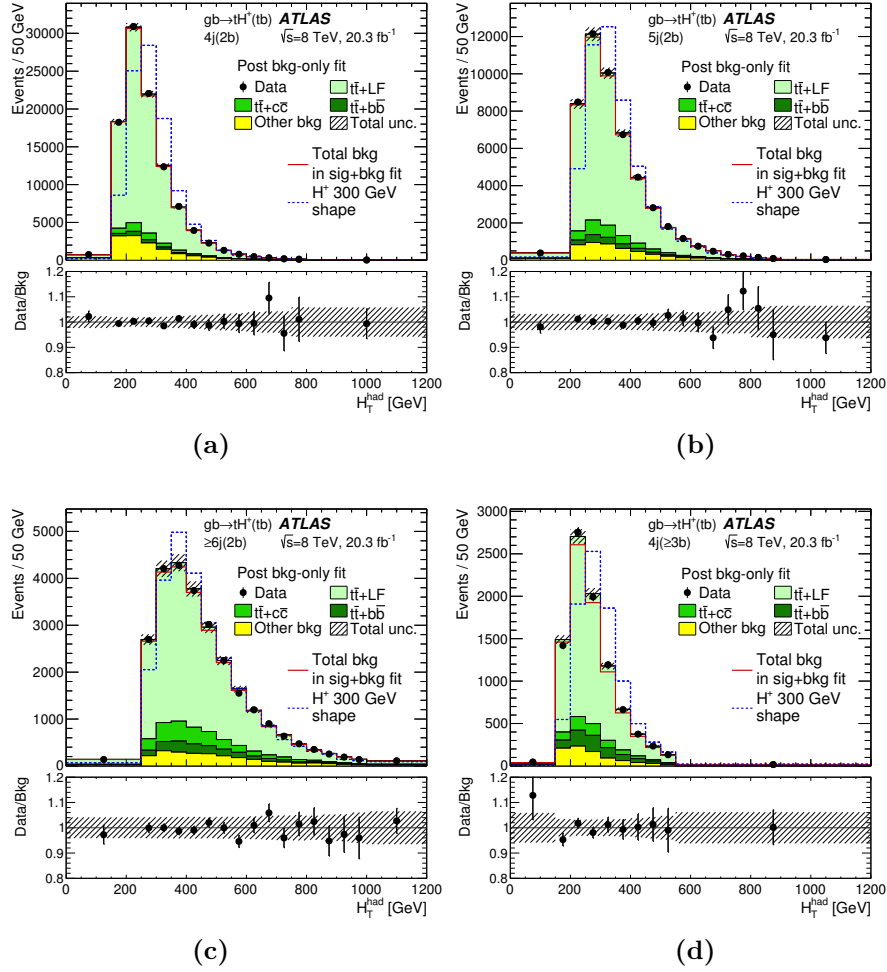 Events / 50 GeV
30000
25000
20000
15000
10000
5000
0
gb→tH⁺(tb) ATLAS
4j(2b) √s=8 TeV, 20.3 fb⁻¹
Post bkg-only fit
Data tt̄+LF
tt̄+cc̄ tt̄+bb̄
Other bkg Total unc.
Total bkg
in sig+bkg fit
H⁺ 300 GeV
shape
Data/Bkg
1.2
1.1
1
0.9
0.8
0 200 400 600 800 1000 1200
H_T^had [GeV]
(a)
Events / 50 GeV
12000
10000
8000
6000
4000
2000
0
gb→tH⁺(tb) ATLAS
5j(2b) √s=8 TeV, 20.3 fb⁻¹
Post bkg-only fit
Data tt̄+LF
tt̄+cc̄ tt̄+bb̄
Other bkg Total unc.
Total bkg
in sig+bkg fit
H⁺ 300 GeV
shape
Data/Bkg
1.2
1.1
1
0.9
0.8
0 200 400 600 800 1000 1200
H_T^had [GeV]
(b)
Events / 50 GeV
5000
4000
3000
2000
1000
0
gb→tH⁺(tb) ATLAS
≥6j(2b) √s=8 TeV, 20.3 fb⁻¹
Post bkg-only fit
Data tt̄+LF
tt̄+cc̄ tt̄+bb̄
Other bkg Total unc.
Total bkg
in sig+bkg fit
H⁺ 300 GeV
shape
Data/Bkg
1.2
1.1
1
0.9
0.8
0 200 400 600 800 1000 1200
H_T^had [GeV]
(c)
Events / 50 GeV
3000
2500
2000
1500
1000
500
0
gb→tH⁺(tb) ATLAS
4j(≥3b) √s=8 TeV, 20.3 fb⁻¹
Post bkg-only fit
Data tt̄+LF
tt̄+cc̄ tt̄+bb̄
Other bkg Total unc.
Total bkg
in sig+bkg fit
H⁺ 300 GeV
shape
Data/Bkg
1.2
1.1
1
0.9
0.8
0 200 400 600 800 1000 1200
H_T^had [GeV]
(d)